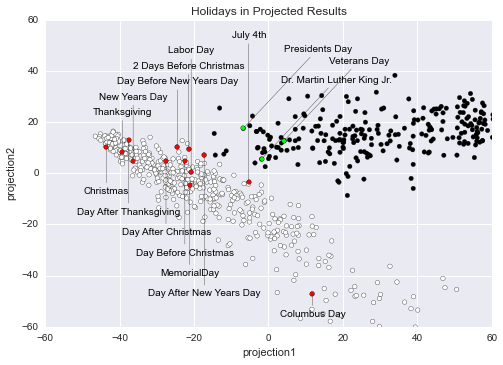 Holidays in Projected Results
July 4th
Labor Day
Presidents Day
2 Days Before Christmas
Veterans Day
Day Before New Years Day
Dr. Martin Luther King Jr.
New Years Day
Thanksgiving
Christmas
Day After Thanksgiving
Day After Christmas
Day Before Christmas
MemorialDay
Day After New Years Day
Columbus Day
60
40
20
0
−20
−40
−60
projection2
−60 −40 −20 0 20 40 60
projection1